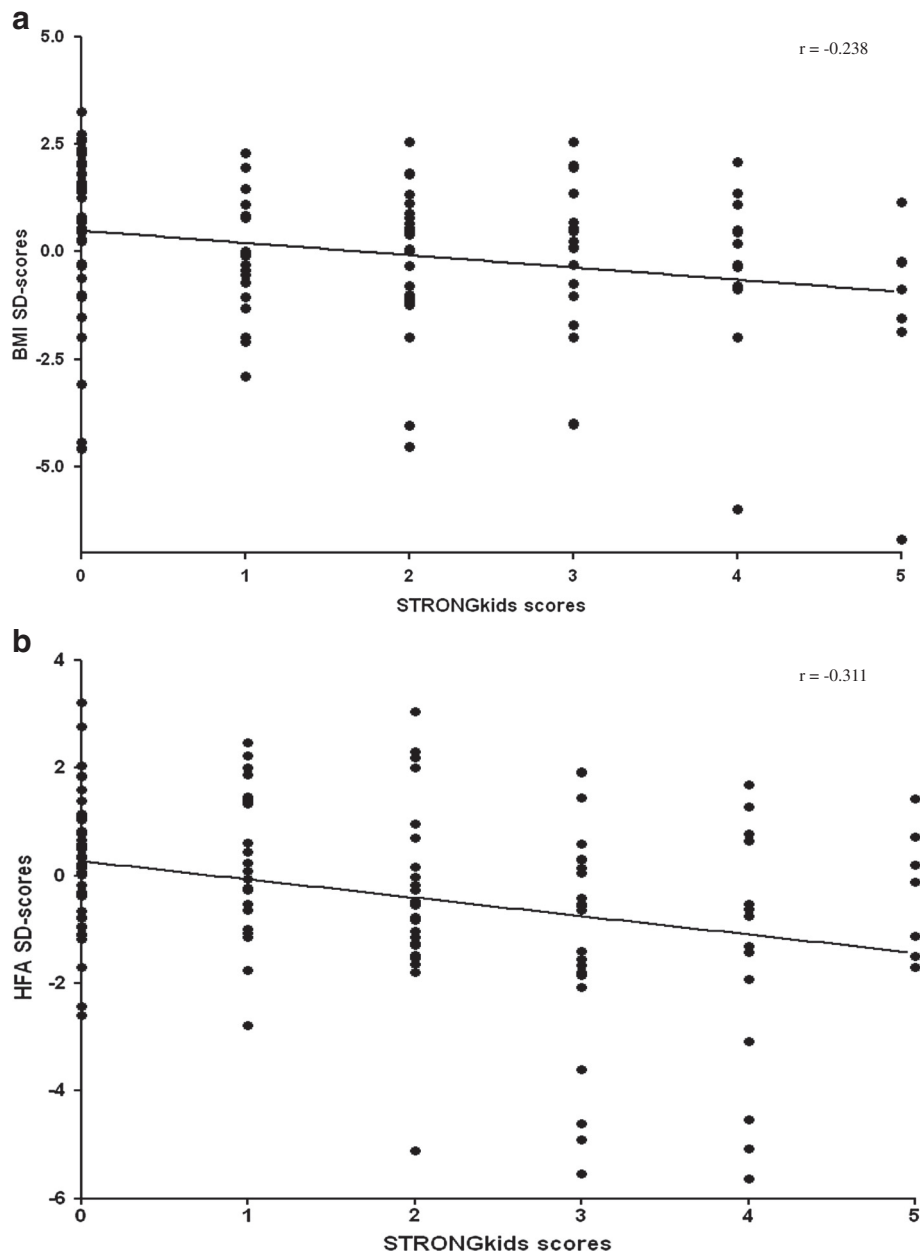 a
r = -0.238
5.0
2.5
0.0
-2.5
-5.0
BMI SD-scores
0 1 2 3 4 5
STRONGkids scores
b
r = -0.311
4
2
0
-2
-4
-6
HFA SD-scores
0 1 2 3 4 5
STRONGkids scores